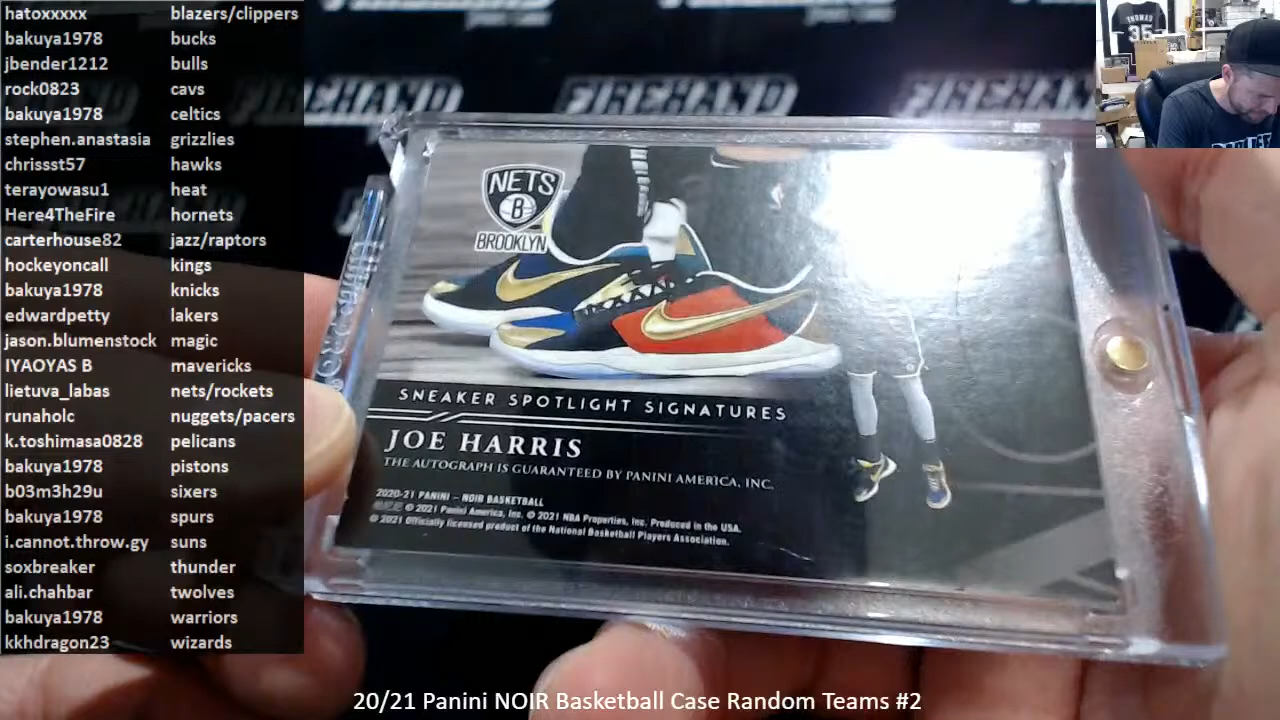 hatoxxxxx blazers/clippers
bakuya1978 bucks
jbender1212 bulls
rock0823 cavs
bakuya1978 celtics
stephen.anastasia grizzlies
chrissst57 hawks
terayowasu1 heat
Here4TheFire hornets
carterhouse82 jazz/raptors
hockeyoncall kings
bakuya1978 knicks
edwardpetty lakers
jason.blumenstock magic
IYAOYAS B mavericks
lietuva_labas nets/rockets
runaholc nuggets/pacers
k.toshimasa0828 pelicans
bakuya1978 pistons
b03m3h29u sixers
bakuya1978 spurs
i.cannot.throw.gy suns
soxbreaker thunder
ali.chahbar twolves
bakuya1978 warriors
kkhdragon23 wizards
FIREHAND FIREHAND FIREHAND
THOMAS
35
NETS
B
BROOKLYN
SNEAKER SPOTLIGHT SIGNATURES
JOE HARRIS
THE AUTOGRAPH IS GUARANTEED BY PANINI AMERICA, INC.
2020-21 PANINI – NOIR BASKETBALL
© 2021 Panini America, Inc. © 2021 NBA Properties, Inc. Produced in the USA.
© 2021 Officially licensed product of the National Basketball Players Association.
20/21 Panini NOIR Basketball Case Random Teams #2